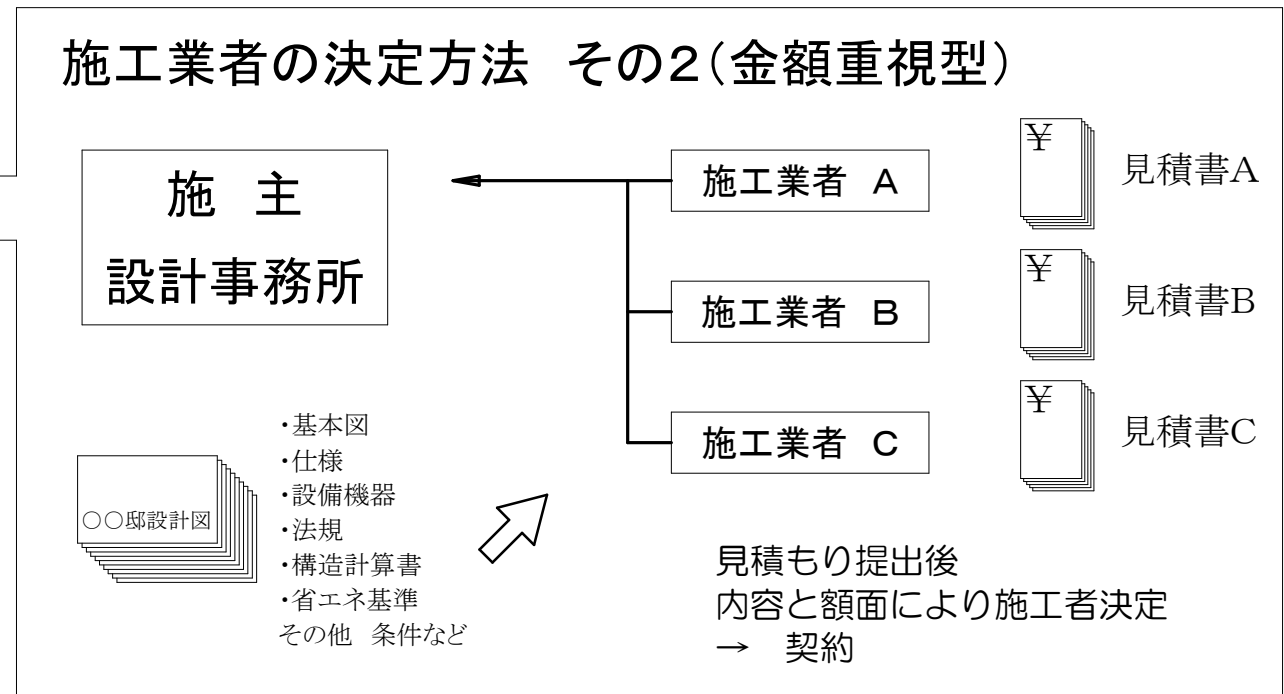 施工業者の決定方法 その2(金額重視型)
施 主
設計事務所
施工業者 A
¥
見積書A
施工業者 B
¥
見積書B
施工業者 C
¥
見積書C
〇〇邸設計図
・基本図
・仕様
・設備機器
・法規
・構造計算書
・省エネ基準
その他 条件など
見積もり提出後
内容と額面により施工者決定
→ 契約